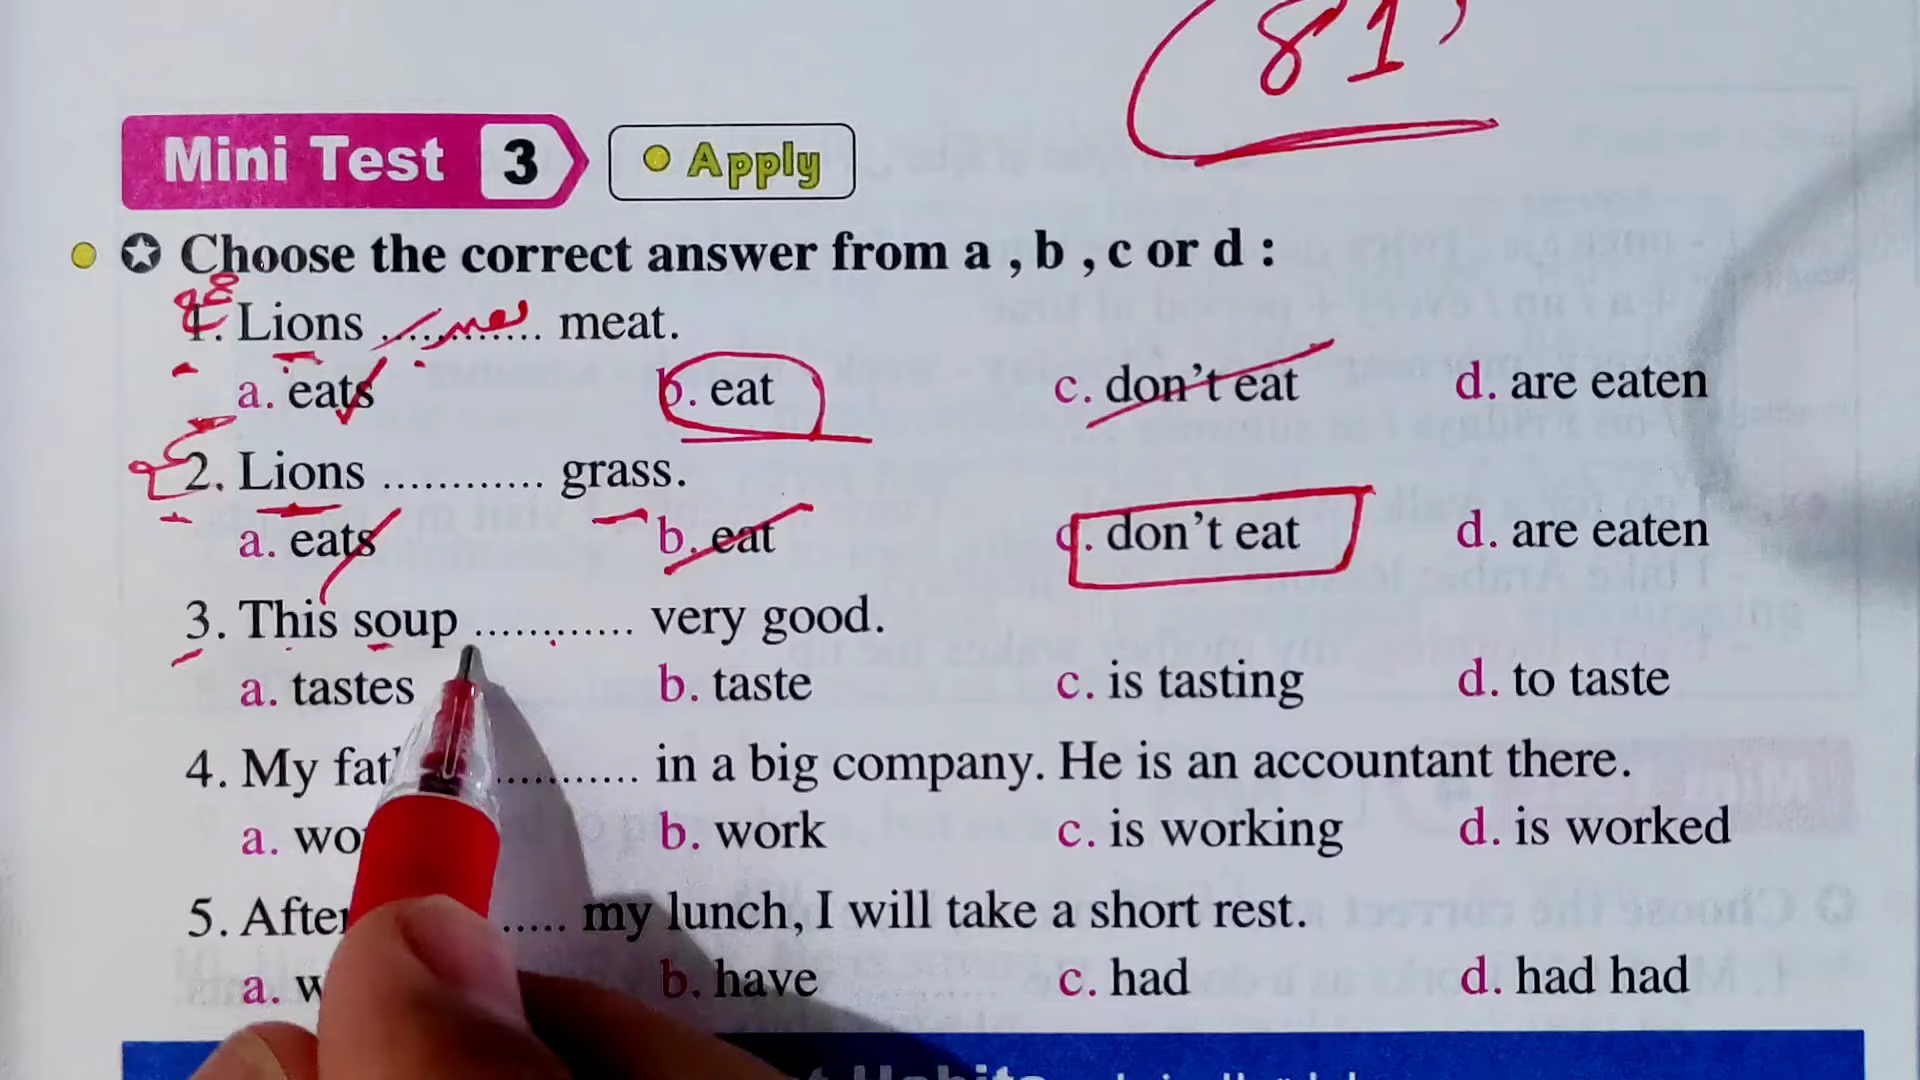 81
Mini Test 3 Apply
Choose the correct answer from a , b , c or d :
1. Lions ............ meat.
a. eats b. eat c. don't eat d. are eaten
2. Lions ............ grass.
a. eats b. eat c. don't eat d. are eaten
3. This soup ............ very good.
a. tastes b. taste c. is tasting d. to taste
4. My ............ in a big company. He is an accountant there.
a. b. work c. is working d. is worked
5. ..... my lunch, I will take a short rest.
a. b. have c. had d. had had